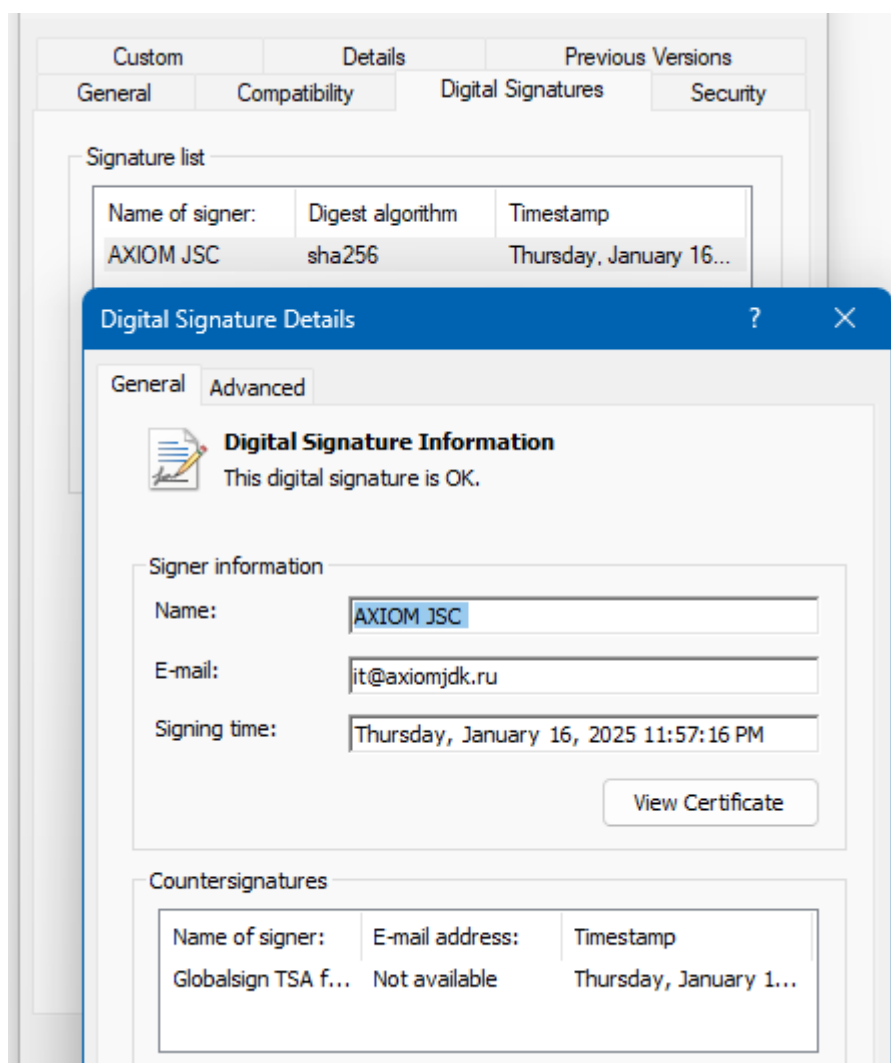 Custom Details Previous Versions
General Compatibility Digital Signatures Security
Signature list
Name of signer: Digest algorithm Timestamp
AXIOM JSC sha256 Thursday, January 16...
Digital Signature Details ?
General Advanced
Digital Signature Information
This digital signature is OK.
Signer information
Name: AXIOM JSC
E-mail: it@axiomjdk.ru
Signing time: Thursday, January 16, 2025 11:57:16 PM
View Certificate
Countersignatures
Name of signer: E-mail address: Timestamp
Globalsign TSA f... Not available Thursday, January 1...